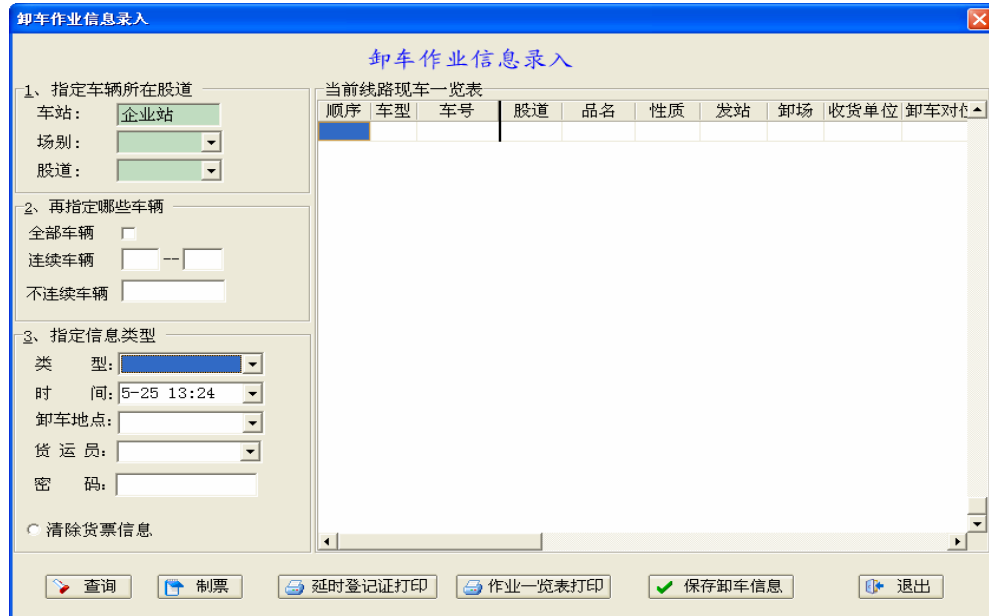 卸车作业信息录入
卸车作业信息录入
1、指定车辆所在股道
车站：企业站
场别：
股道：
2、再指定哪些车辆
全部车辆
连续车辆 --
不连续车辆
3、指定信息类型
类 型：
时 间：5-25 13:24
卸车地点：
货 运 员：
密 码：
清除货票信息
当前线路现车一览表
顺序 车型 车号 股道 品名 性质 发站 卸场 收货单位 卸车对位
查询 制票 延时登记证打印 作业一览表打印 保存卸车信息 退出